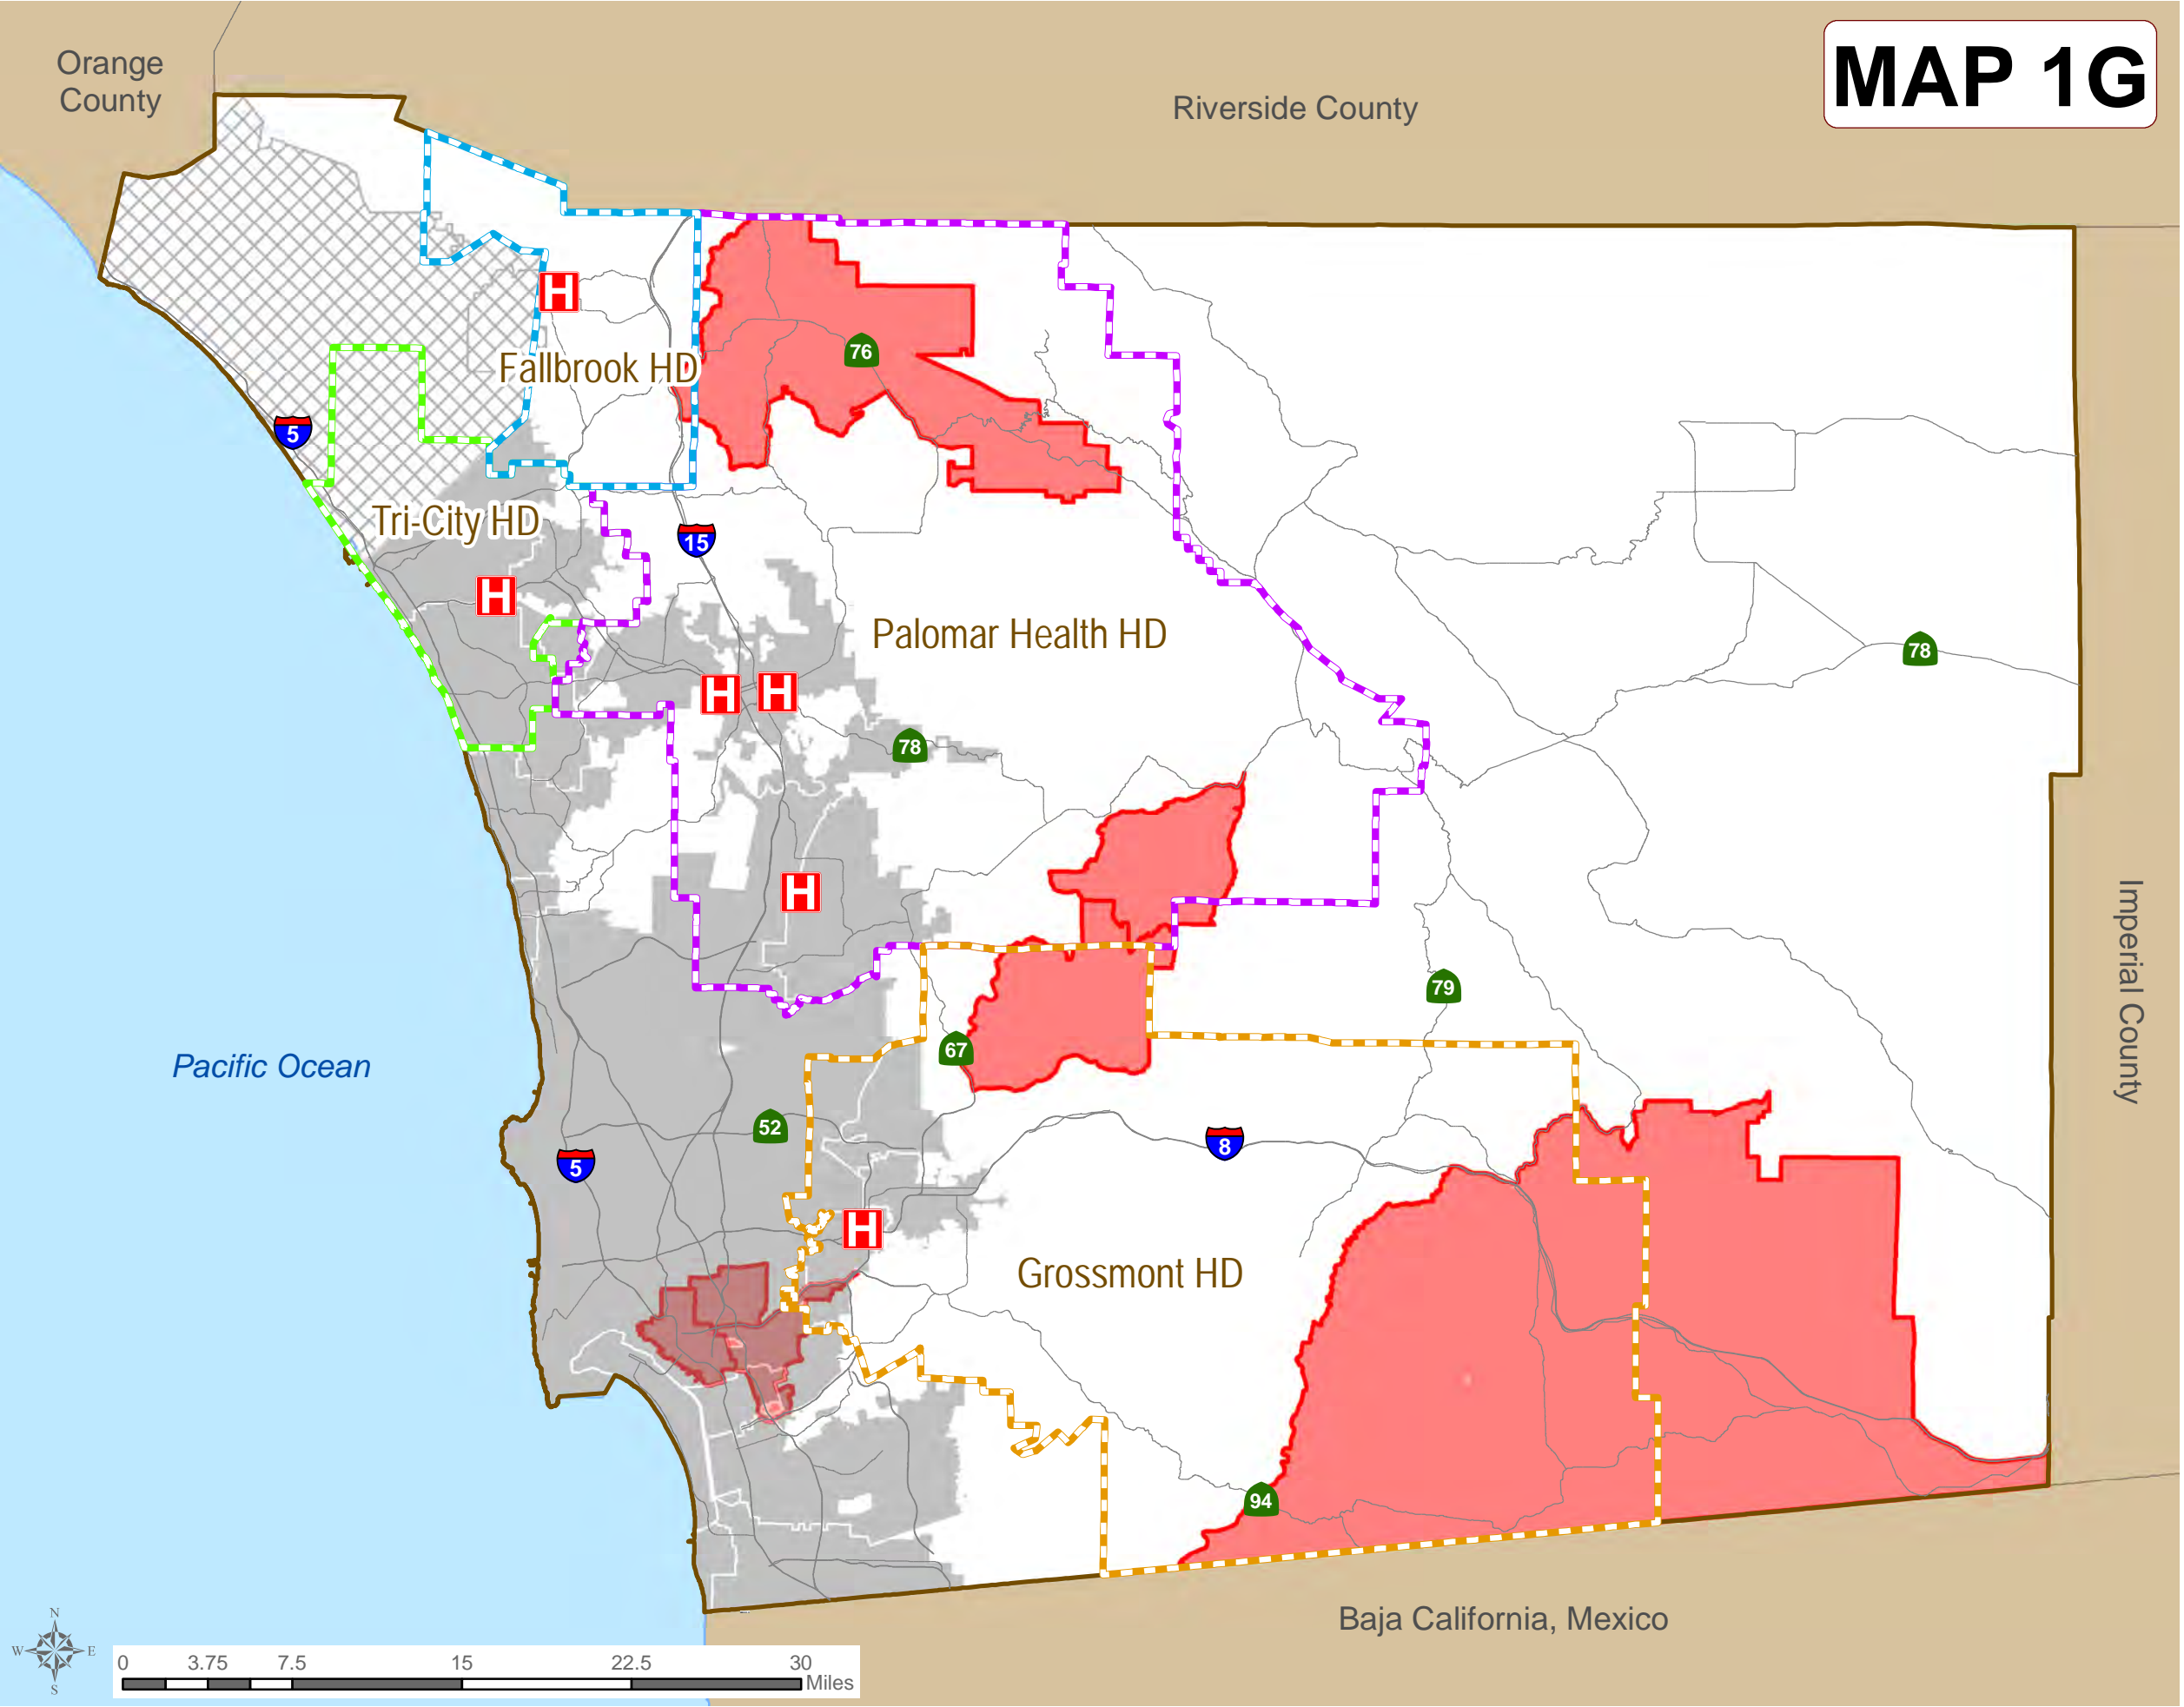 MAP 1G
Orange
County
Riverside County
H
76
Fallbrook HD
5
Tri-City HD
15
H
Palomar Health HD
78
H
H
78
H
Imperial County
79
67
Pacific Ocean
52
8
5
H
Grossmont HD
94
Baja California, Mexico
N
W
E
S
0 3.75 7.5 15 22.5 30
Miles